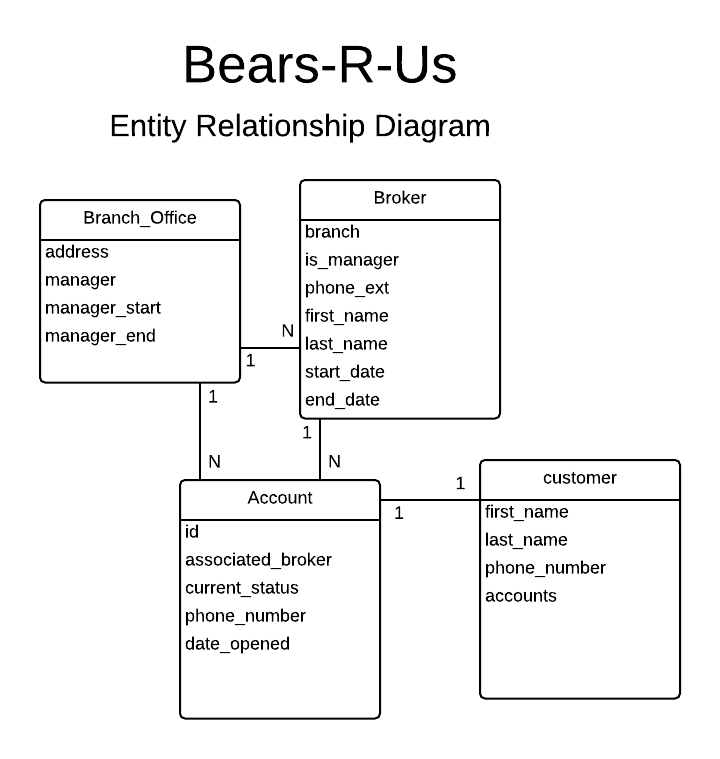 Bears-R-Us
Entity Relationship Diagram
Branch_Office
address
manager
manager_start
manager_end
Broker
branch
is_manager
phone_ext
first_name
last_name
start_date
end_date
N
1
1
N
1
N
Account
id
associated_broker
current_status
phone_number
date_opened
1
1
customer
first_name
last_name
phone_number
accounts